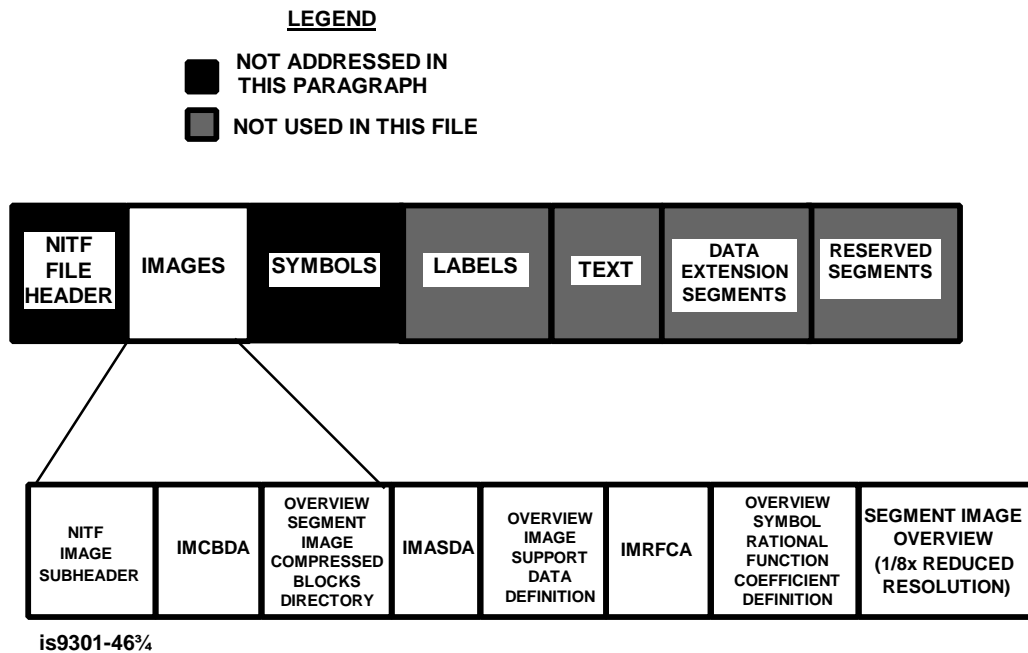 LEGEND
NOT ADDRESSED IN
THIS PARAGRAPH
NOT USED IN THIS FILE
NITF
FILE
HEADER
IMAGES
SYMBOLS
LABELS
TEXT
DATA
EXTENSION
SEGMENTS
RESERVED
SEGMENTS
NITF
IMAGE
SUBHEADER
IMCBDA
OVERVIEW
SEGMENT
IMAGE
COMPRESSED
BLOCKS
DIRECTORY
IMASDA
OVERVIEW
IMAGE
SUPPORT
DATA
DEFINITION
IMRFCA
OVERVIEW
SYMBOL
RATIONAL
FUNCTION
COEFFICIENT
DEFINITION
SEGMENT IMAGE
OVERVIEW
(1/8x REDUCED
RESOLUTION)
is9301-46¾